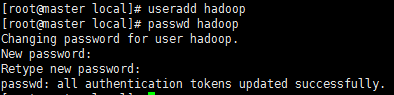 [root@master local]# useradd hadoop
[root@master local]# passwd hadoop
Changing password for user hadoop.
New password:
Retype new password:
passwd: all authentication tokens updated successfully.
[root@master local]#